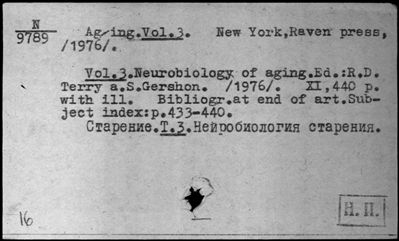 N
9789
Ag-ing.Vol.3. New York,Raven press,
/1976/.
Vol.3.Neurobiology of aging.Ed.:R.D.
Terry a.S.Gershon. /1976/. XI,440 p.
with ill. Bibliogr.at end of art.Sub-
ject index:p.433-440.
Старение.Т.3.Нейробиология старения.
16
Н.П.